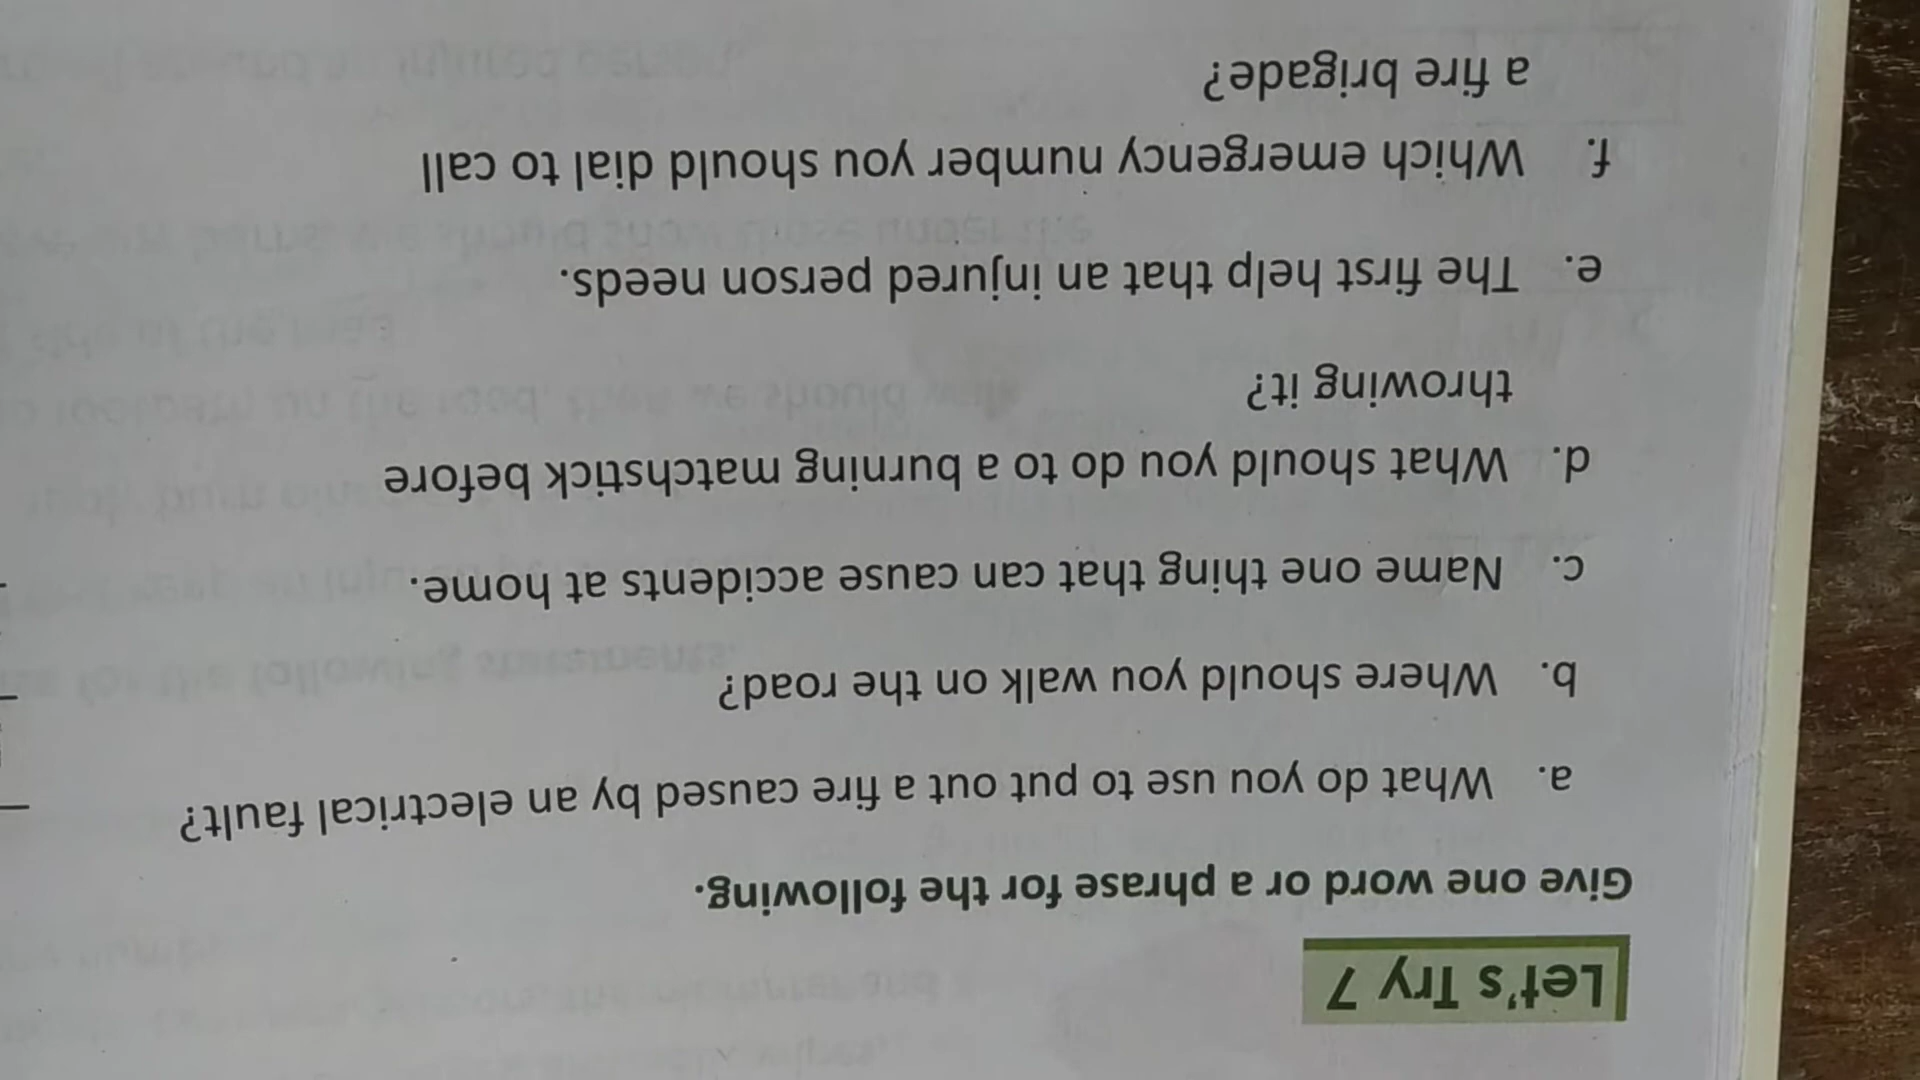 Let's Try 7
Give one word or a phrase for the following.
a. What do you use to put out a fire caused by an electrical fault?
b. Where should you walk on the road?
c. Name one thing that can cause accidents at home.
d. What should you do to a burning matchstick before
throwing it?
e. The first help that an injured person needs.
f. Which emergency number you should dial to call
a fire brigade?